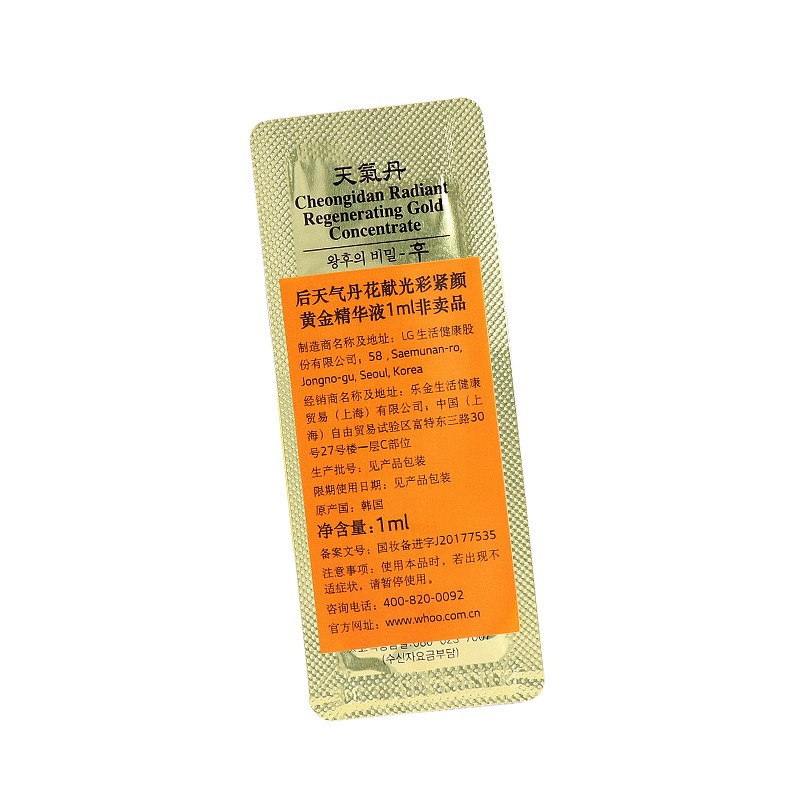 天氣丹
Cheongidan Radiant
Regenerating Gold
Concentrate
왕후의 비밀-후
后天气丹花献光彩紧颜
黄金精华液1ml非卖品
制造商名称及地址：LG生活健康股
份有限公司；58 , Saemunan-ro,
Jongno-gu, Seoul, Korea
经销商名称及地址：乐金生活健康
贸易（上海）有限公司；中国（上
海）自由贸易试验区富特东三路30
号27号楼一层C部位
生产批号：见产品包装
限期使用日期：见产品包装
原产国：韩国
净含量：1ml
备案文号：国妆备进字J20177535
注意事项：使用本品时，若出现不
适症状，请暂停使用。
咨询电话：400-820-0092
官方网址：www.whoo.com.cn
(수신자요금부담)